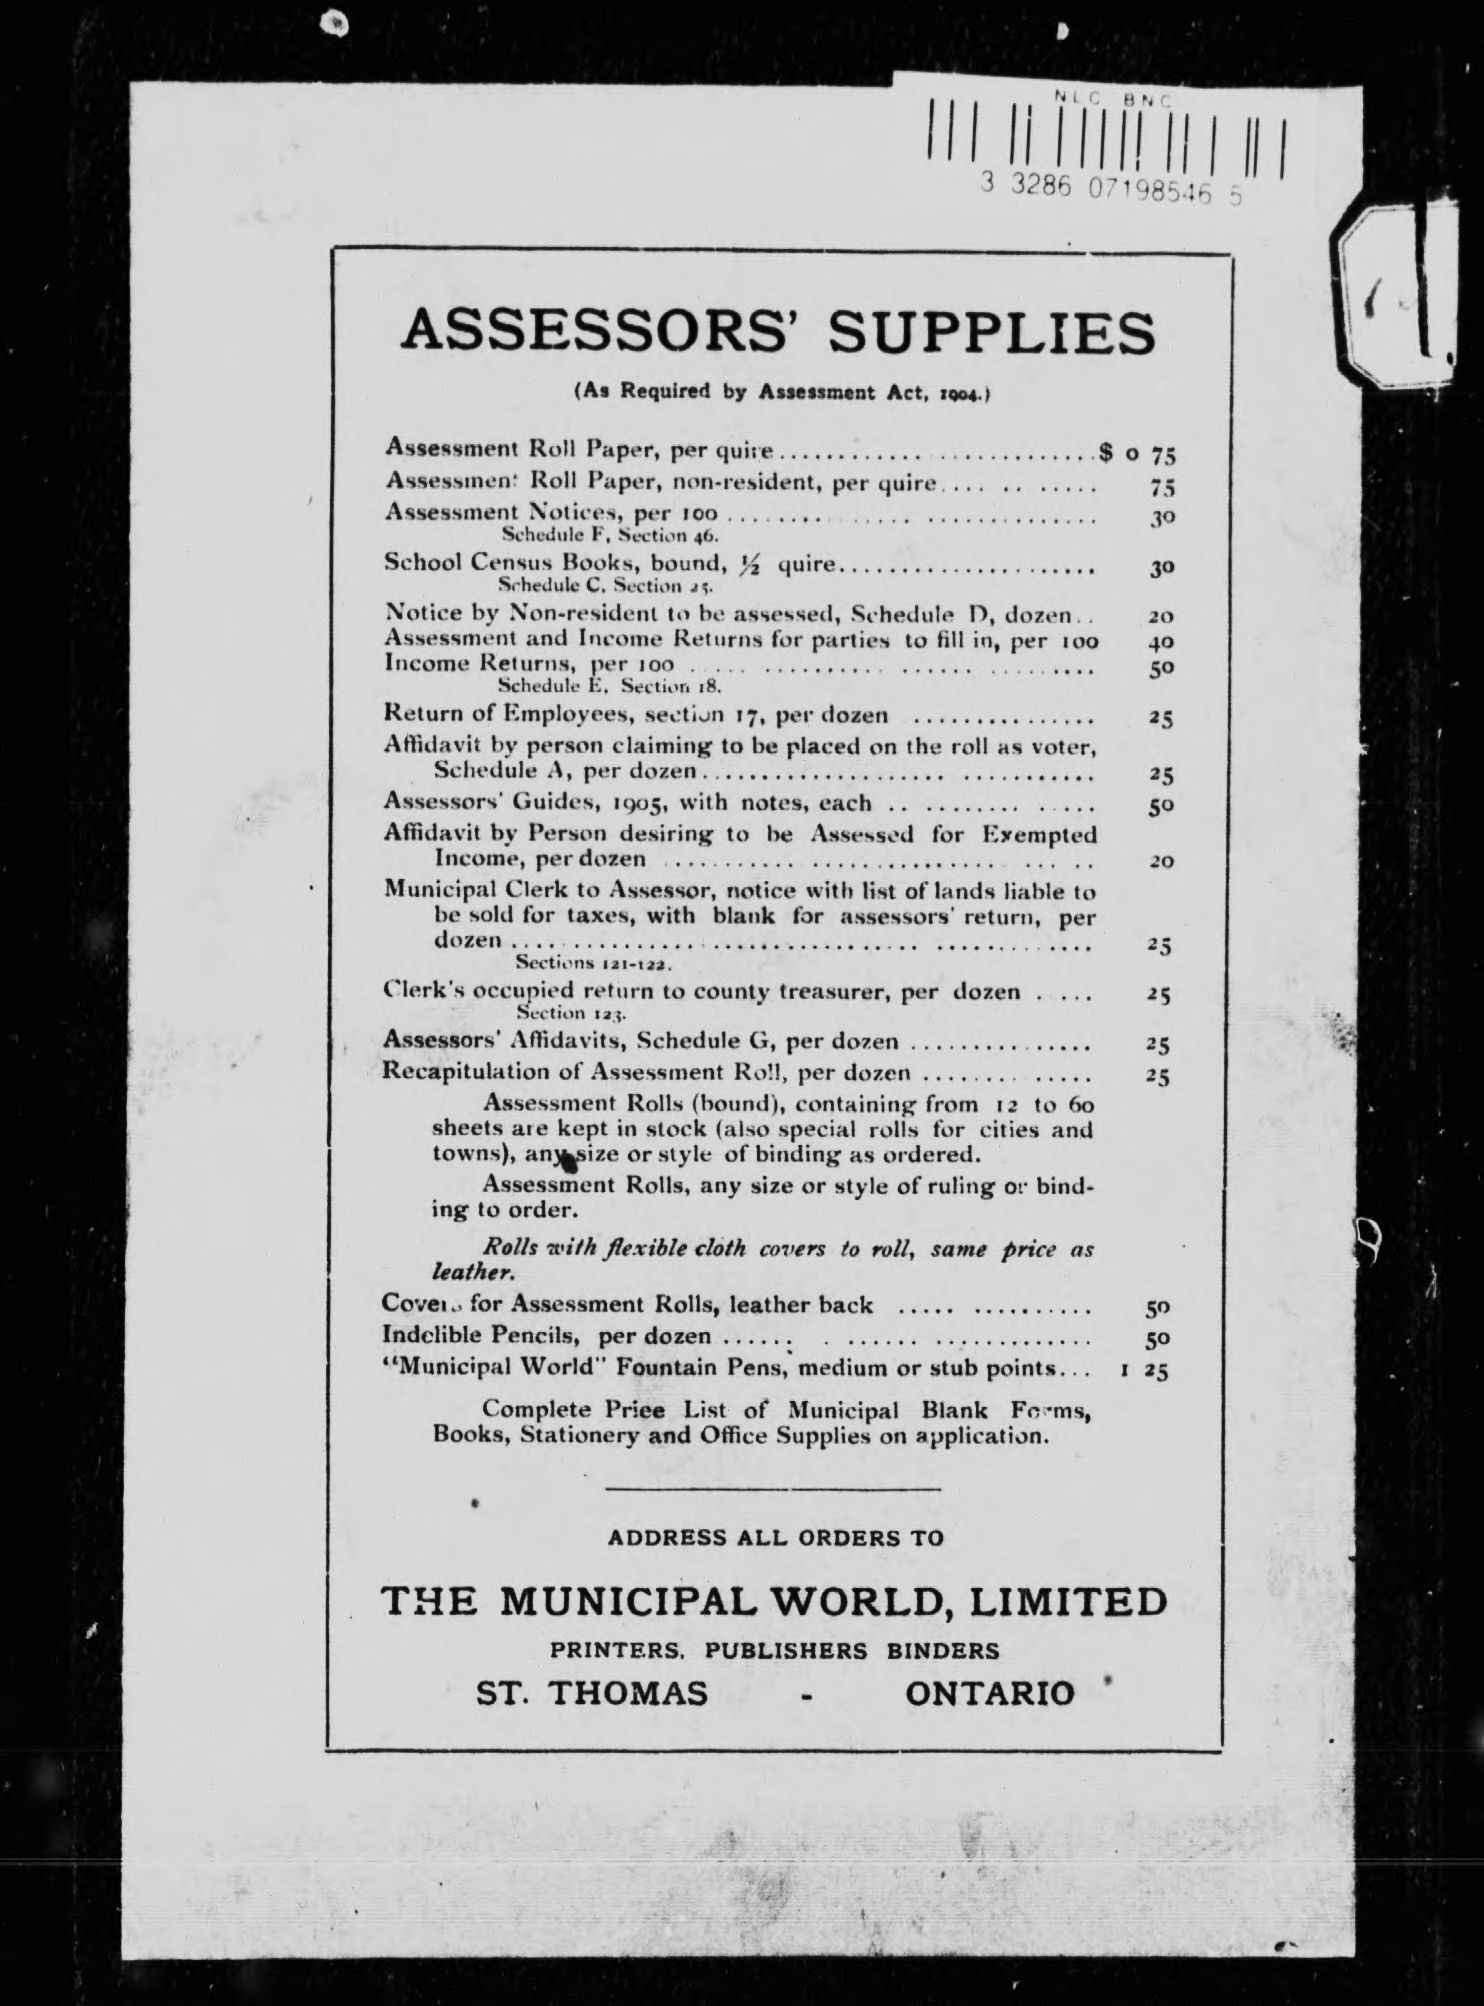 NLC BNC
3 3286 07198546 5
ASSESSORS' SUPPLIES
(As Required by Assessment Act, 1904.)
Assessment Roll Paper, per quire .......... $ 0 75
Assessment Roll Paper, non-resident, per quire .......... 75
Assessment Notices, per 100 .......... 30
Schedule F, Section 46.
School Census Books, bound, ½ quire .......... 30
Schedule C, Section 25.
Notice by Non-resident to be assessed, Schedule D, dozen .. 20
Assessment and Income Returns for parties to fill in, per 100 40
Income Returns, per 100 .......... 50
Schedule E, Section 18.
Return of Employees, section 17, per dozen .......... 25
Affidavit by person claiming to be placed on the roll as voter,
Schedule A, per dozen .......... 25
Assessors' Guides, 1905, with notes, each .......... 50
Affidavit by Person desiring to be Assessed for Exempted
Income, per dozen .......... 20
Municipal Clerk to Assessor, notice with list of lands liable to
be sold for taxes, with blank for assessors' return, per
dozen .......... 25
Sections 121-122.
Clerk's occupied return to county treasurer, per dozen .... 25
Section 123.
Assessors' Affidavits, Schedule G, per dozen .......... 25
Recapitulation of Assessment Roll, per dozen .......... 25
Assessment Rolls (bound), containing from 12 to 60
sheets are kept in stock (also special rolls for cities and
towns), any size or style of binding as ordered.
Assessment Rolls, any size or style of ruling or bind-
ing to order.
Rolls with flexible cloth covers to roll, same price as
leather.
Covers for Assessment Rolls, leather back .......... 50
Indelible Pencils, per dozen .......... 50
"Municipal World" Fountain Pens, medium or stub points... 1 25
Complete Price List of Municipal Blank Forms,
Books, Stationery and Office Supplies on application.
ADDRESS ALL ORDERS TO
THE MUNICIPAL WORLD, LIMITED
PRINTERS, PUBLISHERS BINDERS
ST. THOMAS - ONTARIO